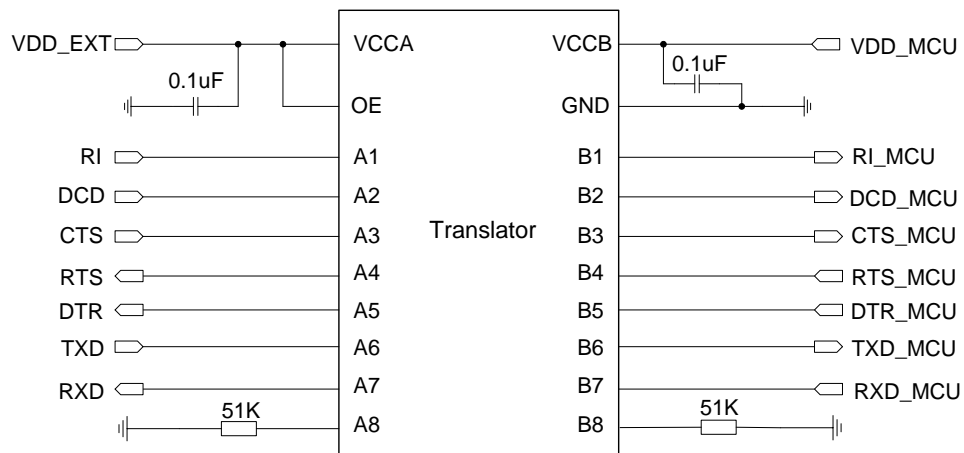 VDD_EXT VCCA VCCB VDD_MCU
0.1uF 0.1uF
OE GND
RI A1 B1 RI_MCU
DCD A2 B2 DCD_MCU
CTS A3 Translator B3 CTS_MCU
RTS A4 B4 RTS_MCU
DTR A5 B5 DTR_MCU
TXD A6 B6 TXD_MCU
RXD A7 B7 RXD_MCU
51K A8 B8 51K